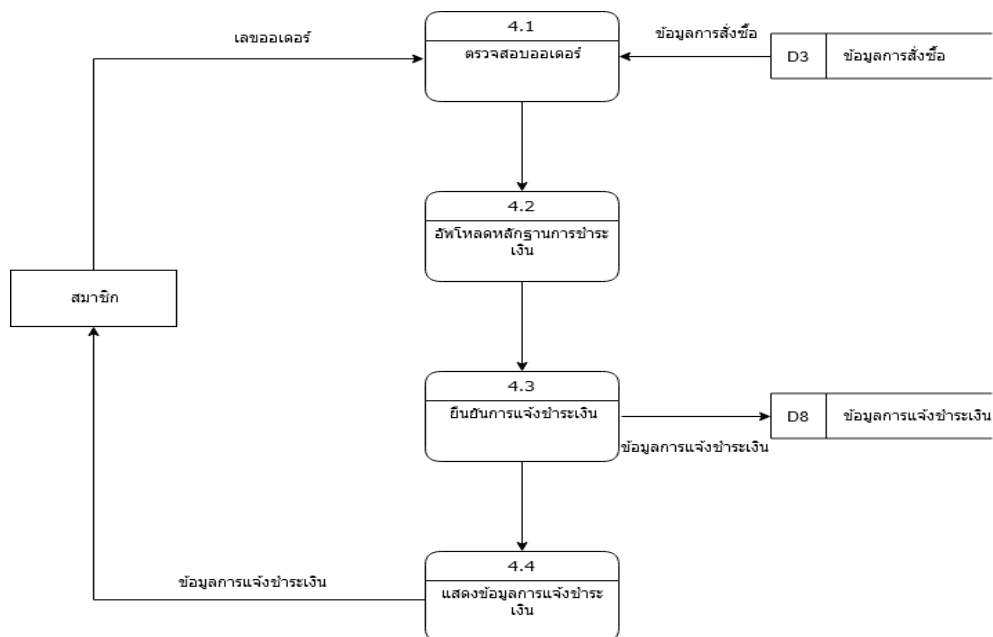 4.1
เลขออเดอร์
ข้อมูลการสั่งซื้อ
ตรวจสอบออเดอร์
D3
ข้อมูลการสั่งซื้อ
4.2
อัพโหลดหลักฐานการชำระ
เงิน
สมาชิก
4.3
ยืนยันการแจ้งชำระเงิน
D8
ข้อมูลการแจ้งชำระเงิน
ข้อมูลการแจ้งชำระเงิน
4.4
ข้อมูลการแจ้งชำระเงิน
แสดงข้อมูลการแจ้งชำระ
เงิน